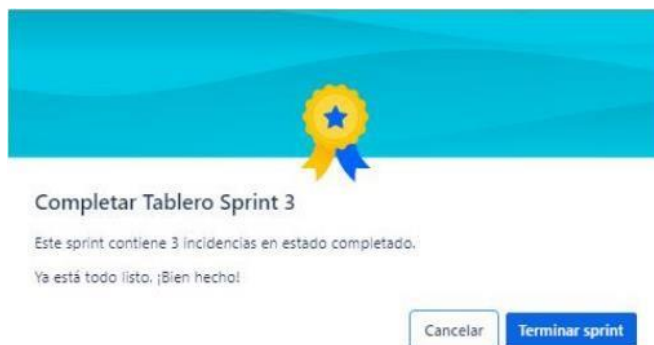 Completar Tablero Sprint 3
Este sprint contiene 3 incidencias en estado completado.
Ya está todo listo. ¡Bien hecho!
Cancelar Terminar sprint